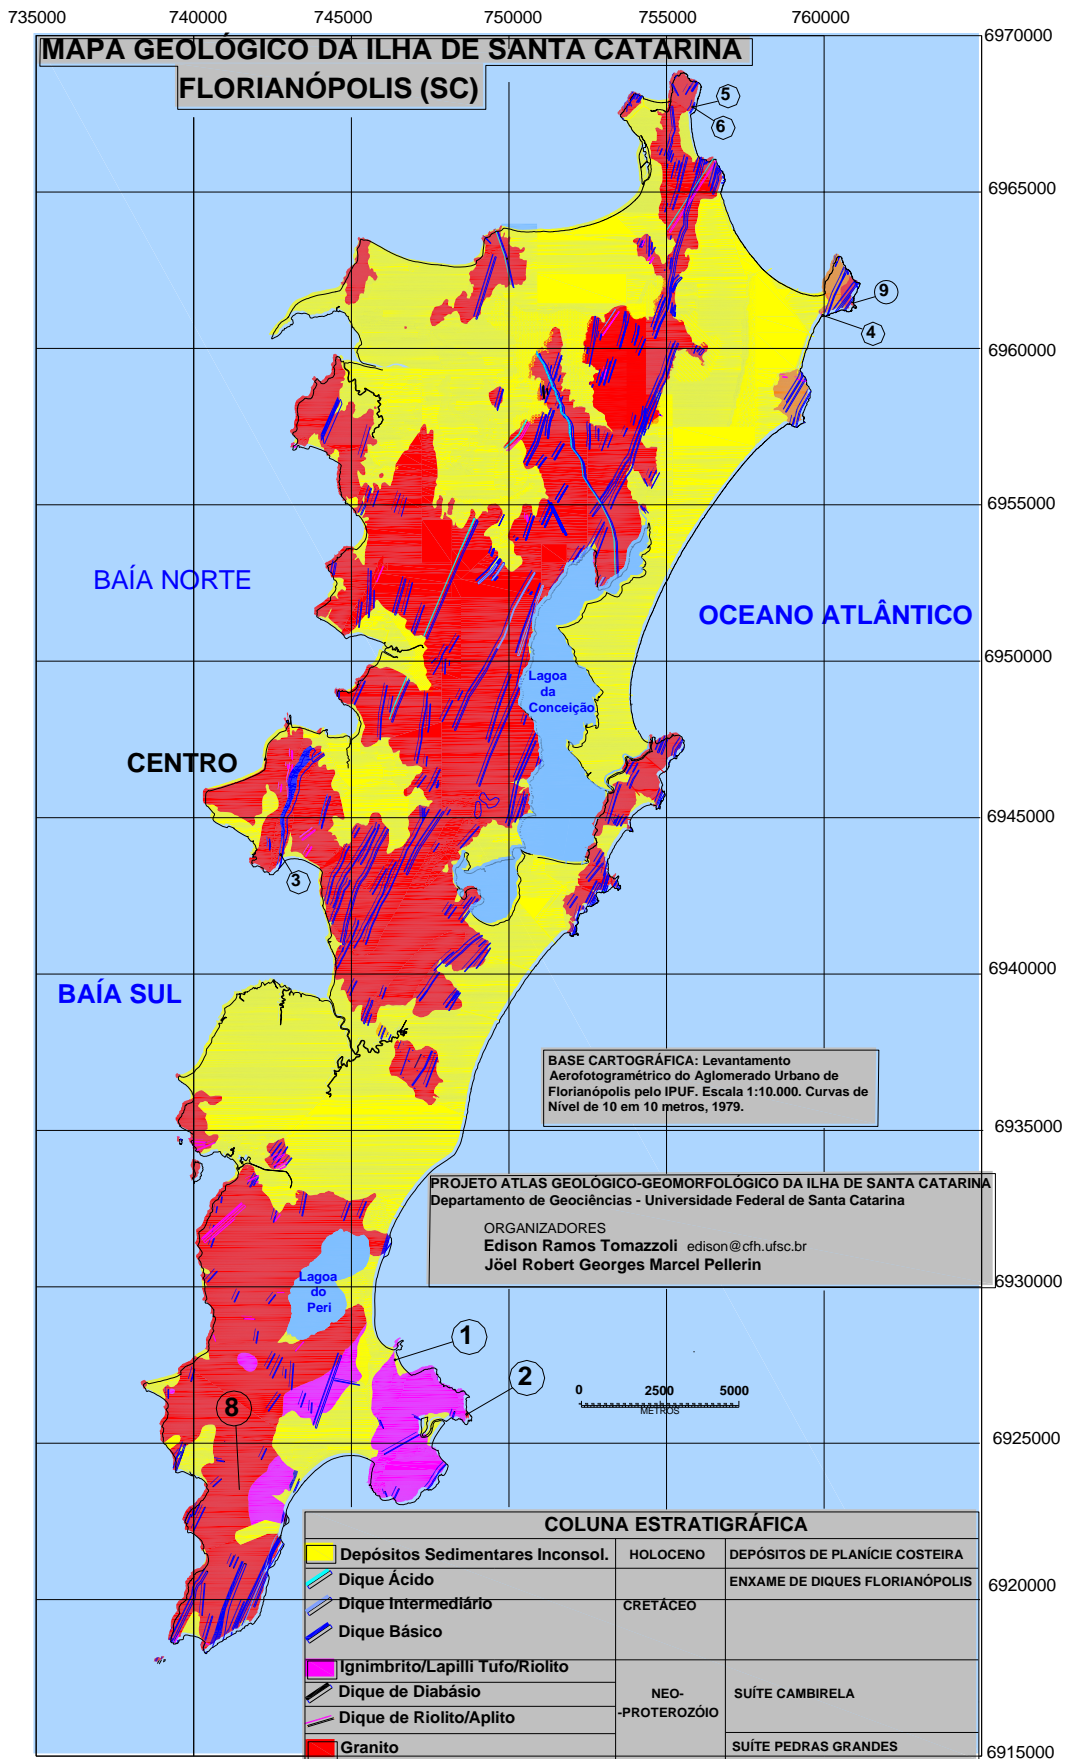 735000 740000 745000 750000 755000 760000
6970000
MAPA GEOLÓGICO DA ILHA DE SANTA CATARINA
FLORIANÓPOLIS (SC)
5
6
6965000
9
4
6960000
6955000
BAÍA NORTE
OCEANO ATLÂNTICO
6950000
Lagoa
da
Conceição
CENTRO
6945000
3
6940000
BAÍA SUL
BASE CARTOGRÁFICA: Levantamento
Aerofotogramétrico do Aglomerado Urbano de
Florianópolis pelo IPUF. Escala 1:10.000. Curvas de
Nível de 10 em 10 metros, 1979.
6935000
PROJETO ATLAS GEOLÓGICO-GEOMORFOLÓGICO DA ILHA DE SANTA CATARINA
Departamento de Geociências - Universidade Federal de Santa Catarina
ORGANIZADORES
Edison Ramos Tomazzoli edison@cfh.ufsc.br
Jöel Robert Georges Marcel Pellerin
Lagoa
do
Peri
6930000
1
2
0 2500 5000
METROS
8
6925000
COLUNA ESTRATIGRÁFICA
Depósitos Sedimentares Inconsol. HOLOCENO DEPÓSITOS DE PLANÍCIE COSTEIRA
Dique Ácido ENXAME DE DIQUES FLORIANÓPOLIS
6920000
Dique Intermediário CRETÁCEO
Dique Básico
Ignimbrito/Lapilli Tufo/Riolito
Dique de Diabásio NEO- SUÍTE CAMBIRELA
Dique de Riolito/Aplito -PROTEROZÓIO
Granito SUÍTE PEDRAS GRANDES
6915000